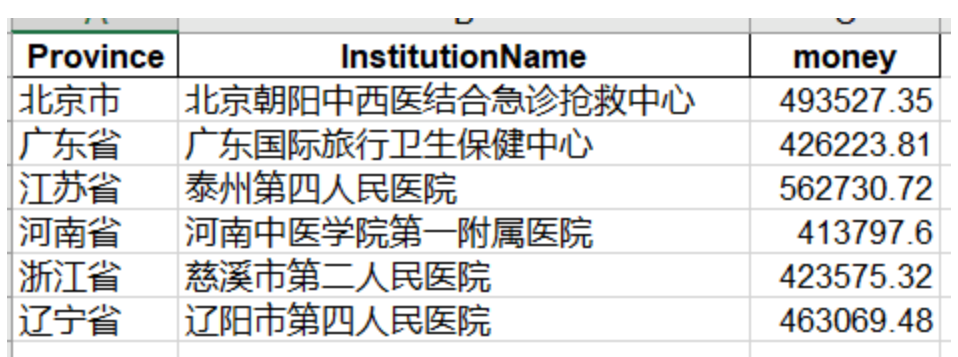 Province InstitutionName money
北京市 北京朝阳中西医结合急诊抢救中心 493527.35
广东省 广东国际旅行卫生保健中心 426223.81
江苏省 泰州第四人民医院 562730.72
河南省 河南中医学院第一附属医院 413797.6
浙江省 慈溪市第二人民医院 423575.32
辽宁省 辽阳市第四人民医院 463069.48